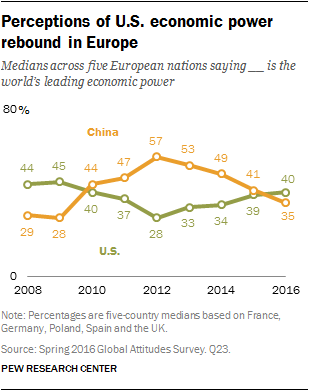 Perceptions of U.S. economic power
rebound in Europe
Medians across five European nations saying __ is the
world's leading economic power
80%
China
57
53
49
47
44
45
44
41
40
40
37
39
35
33
34
29
28
28
U.S.
0
2008
2010
2012
2014
2016
Note: Percentages are five-country medians based on France,
Germany, Poland, Spain and the UK.
Source: Spring 2016 Global Attitudes Survey. Q23.
PEW RESEARCH CENTER